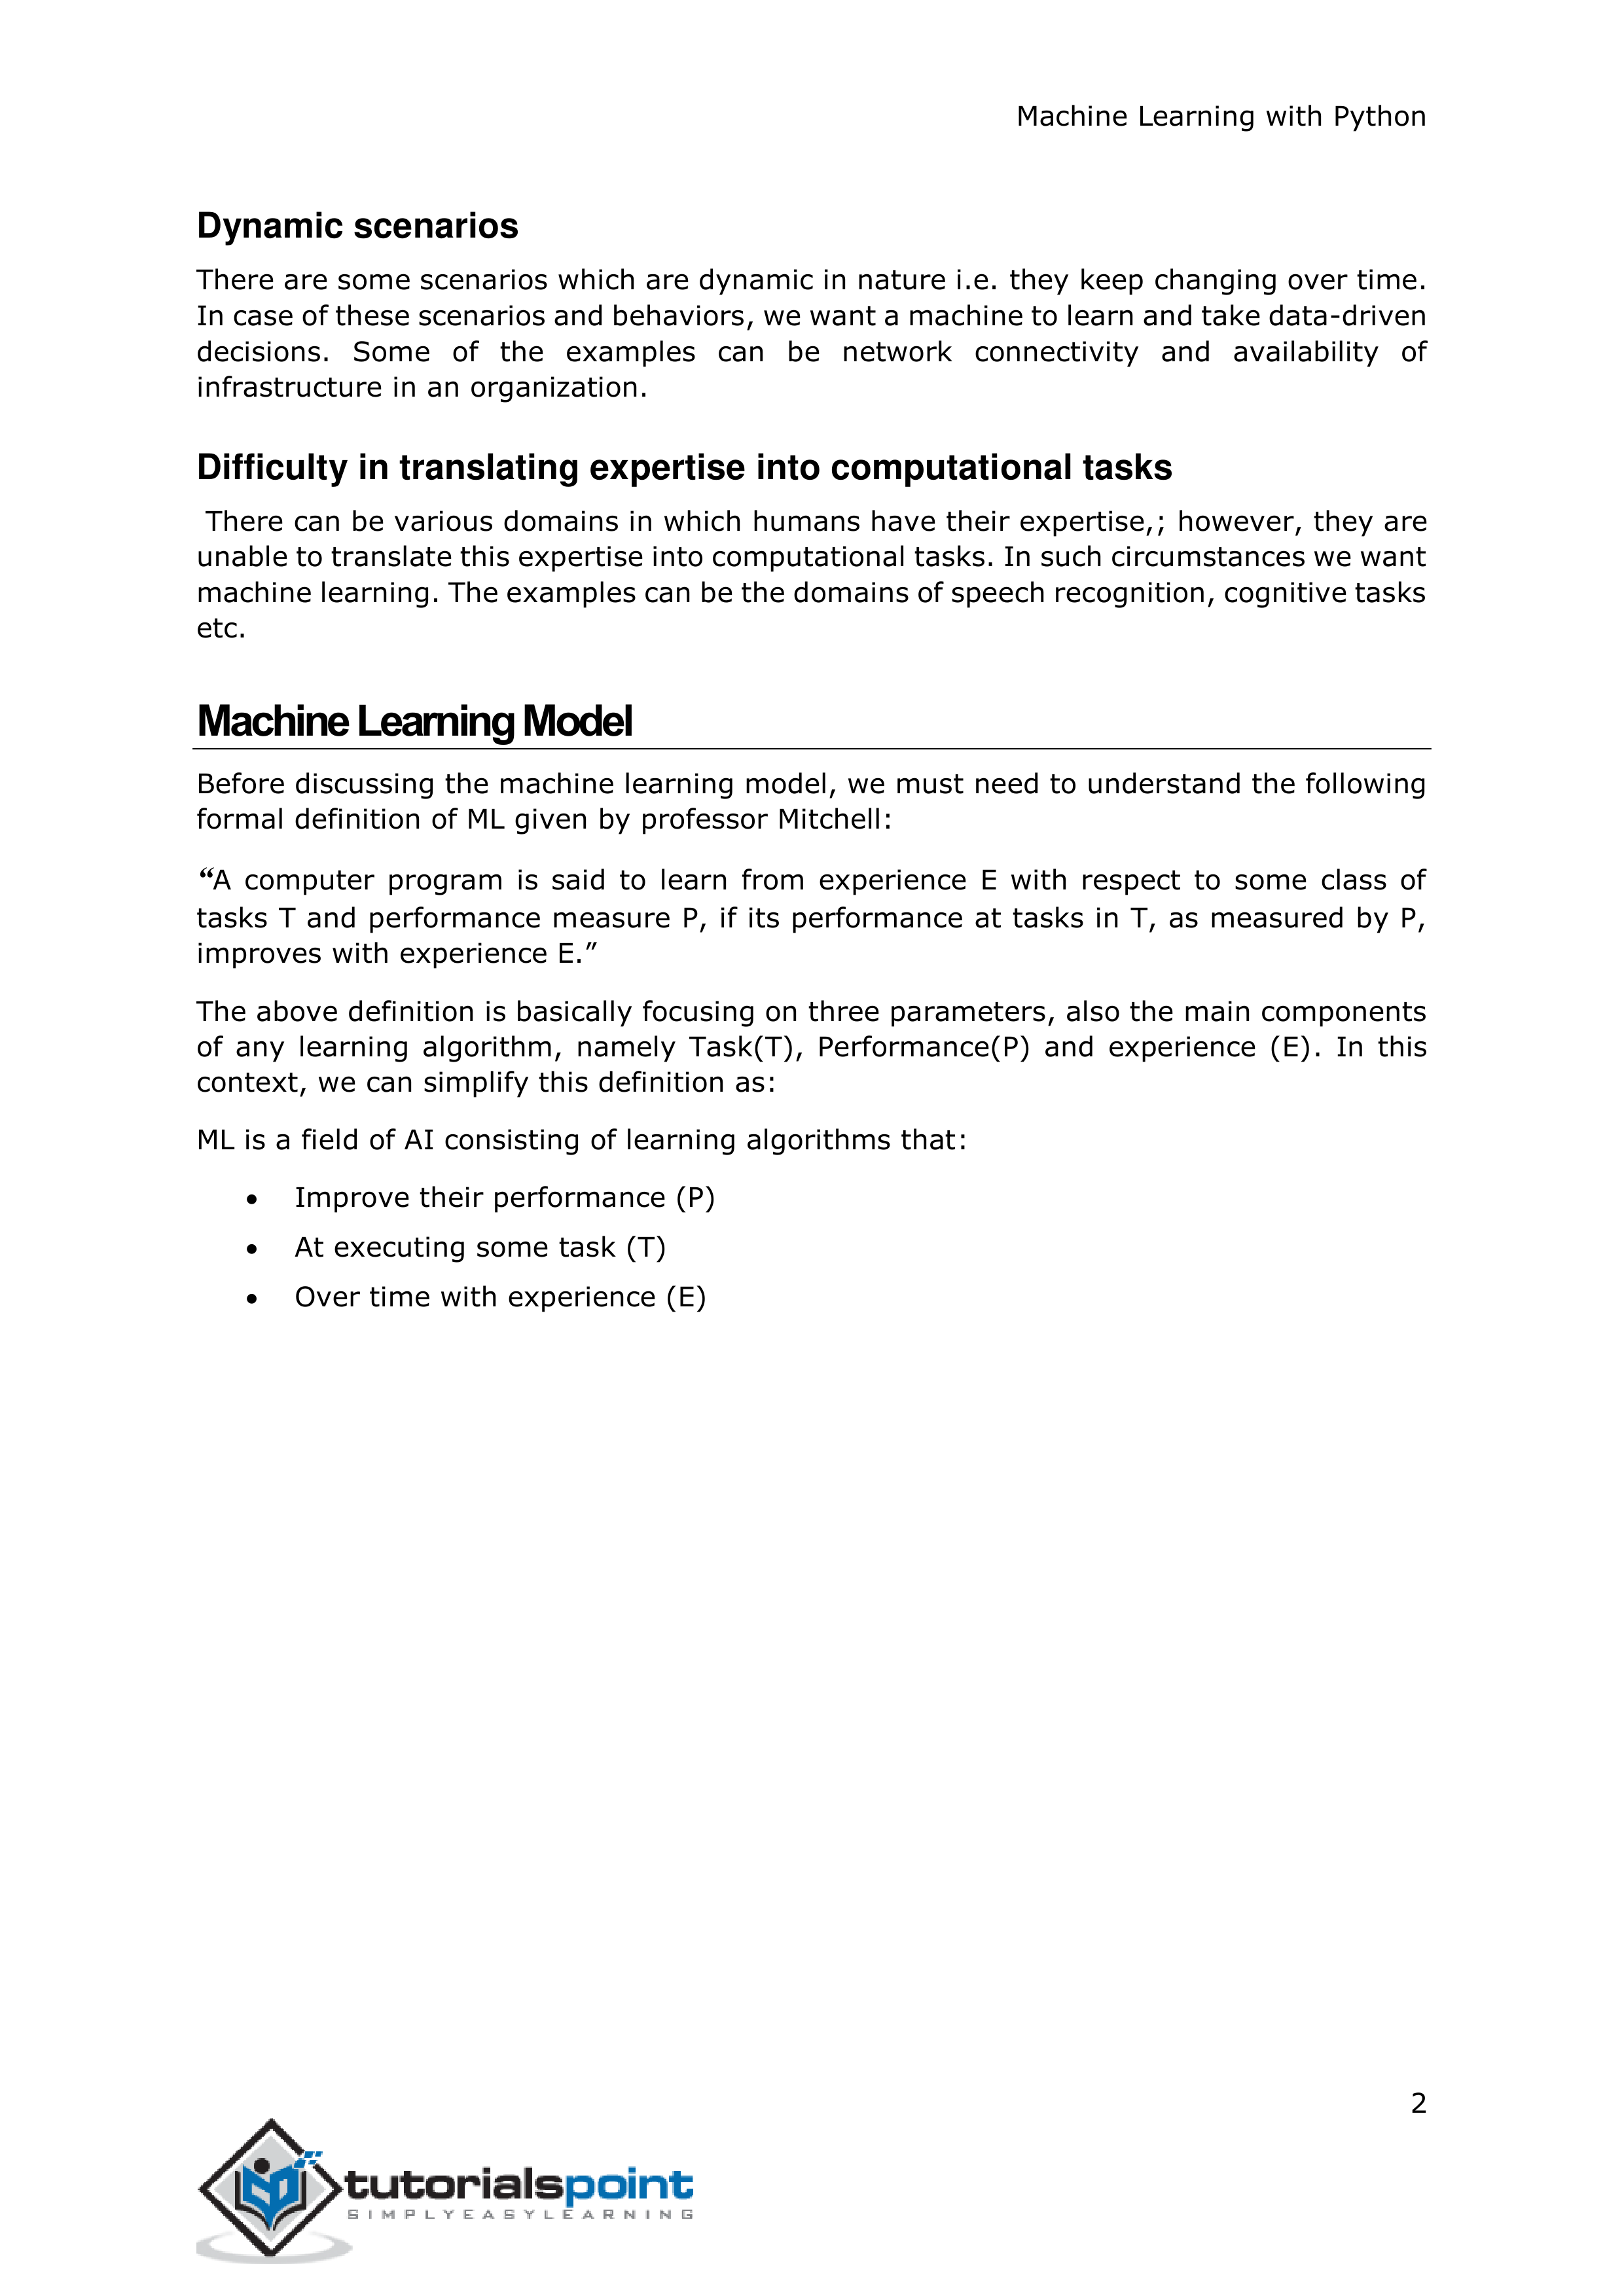 Machine Learning with Python
Dynamic scenarios
There are some scenarios which are dynamic in nature i.e. they keep changing over time.
In case of these scenarios and behaviors, we want a machine to learn and take data-driven
decisions. Some of the examples can be network connectivity and availability of
infrastructure in an organization.
Difficulty in translating expertise into computational tasks
There can be various domains in which humans have their expertise,; however, they are
unable to translate this expertise into computational tasks. In such circumstances we want
machine learning. The examples can be the domains of speech recognition, cognitive tasks
etc.
Machine Learning Model
Before discussing the machine learning model, we must need to understand the following
formal definition of ML given by professor Mitchell:
“A computer program is said to learn from experience E with respect to some class of
tasks T and performance measure P, if its performance at tasks in T, as measured by P,
improves with experience E.”
The above definition is basically focusing on three parameters, also the main components
of any learning algorithm, namely Task(T), Performance(P) and experience (E). In this
context, we can simplify this definition as:
ML is a field of AI consisting of learning algorithms that:
• Improve their performance (P)
• At executing some task (T)
• Over time with experience (E)
2
tutorialspoint
SIMPLYEASYLEARNING